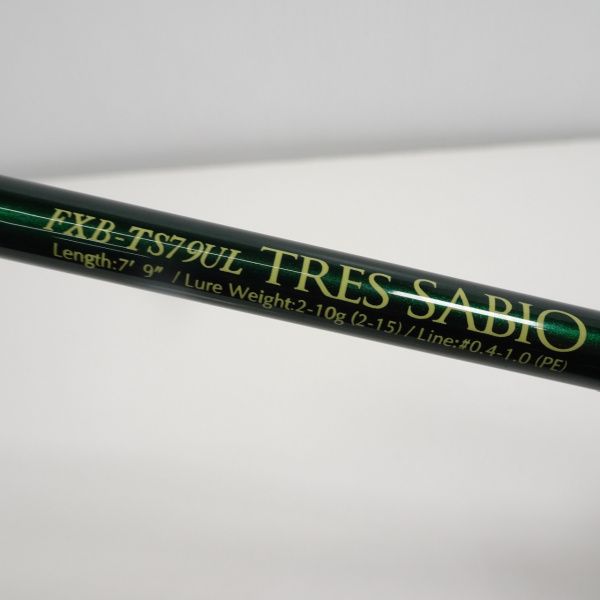 FXB-TS79UL TRES SABIO
Length:7' 9" / Lure Weight:2-10g (2-15) / Line:#0.4-1.0 (PE)